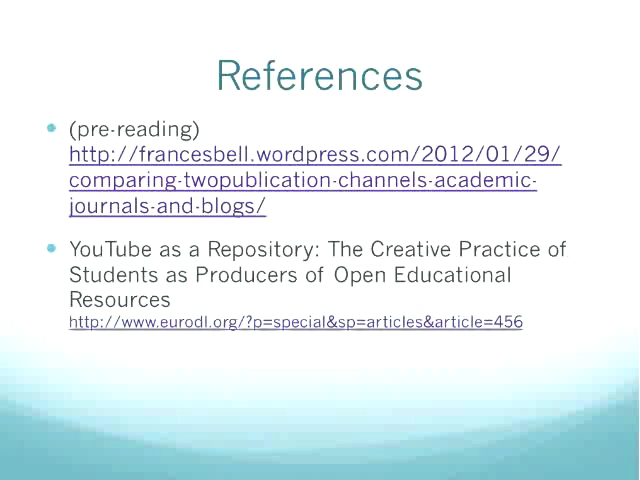 References
(pre-reading)
http://francesbell.wordpress.com/2012/01/29/
comparing-twopublication-channels-academic-
journals-and-blogs/
YouTube as a Repository: The Creative Practice of
Students as Producers of Open Educational
Resources
http://www.eurodl.org/?p=special&sp=articles&article=456